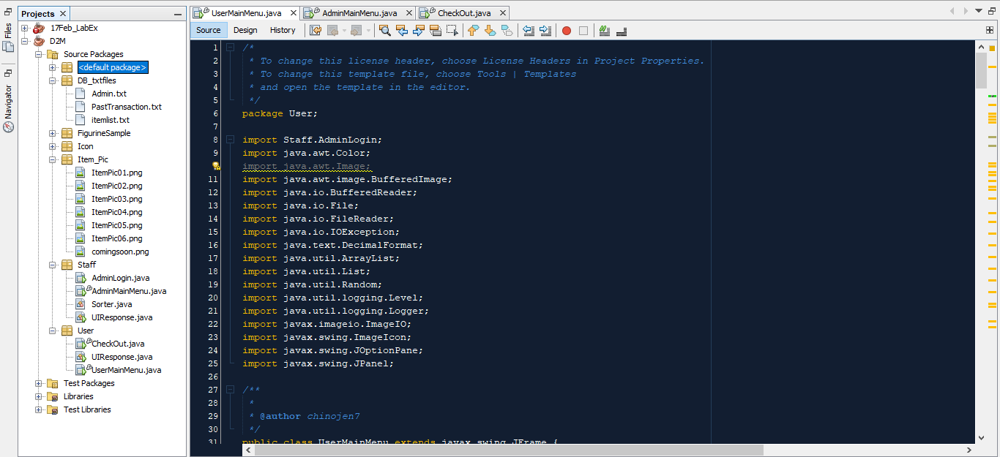 Files
Navigator
Projects
17Feb_LabEx
D2M
Source Packages
<default package>
DB_txtfiles
Admin.txt
PastTransaction.txt
itemlist.txt
FigurineSample
Icon
Item_Pic
ItemPic01.png
ItemPic02.png
ItemPic03.png
ItemPic04.png
ItemPic05.png
ItemPic06.png
comingsoon.png
Staff
AdminLogin.java
AdminMainMenu.java
Sorter.java
UIResponse.java
User
CheckOut.java
UIResponse.java
UserMainMenu.java
Test Packages
Libraries
Test Libraries
UserMainMenu.java AdminMainMenu.java CheckOut.java
Source Design History
1 /*
2 * To change this license header, choose License Headers in Project Properties.
3 * To change this template file, choose Tools | Templates
4 * and open the template in the editor.
5 */
6 package User;
7
8 import Staff.AdminLogin;
9 import java.awt.Color;
import java.awt.Image;
11 import java.awt.image.BufferedImage;
12 import java.io.BufferedReader;
13 import java.io.File;
14 import java.io.FileReader;
15 import java.io.IOException;
16 import java.text.DecimalFormat;
17 import java.util.ArrayList;
18 import java.util.List;
19 import java.util.Random;
20 import java.util.logging.Level;
21 import java.util.logging.Logger;
22 import javax.imageio.ImageIO;
23 import javax.swing.ImageIcon;
24 import javax.swing.JOptionPane;
25 import javax.swing.JPanel;
26
27 /**
28 *
29 * @author chinojen7
30 */
31 public class UserMainMenu extends javax.swing.JFrame {